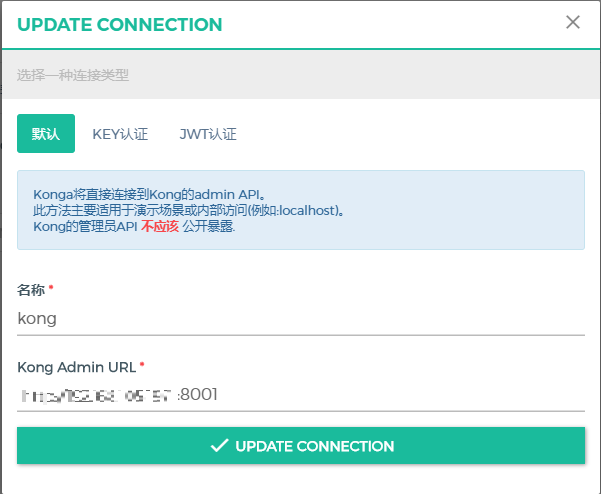 UPDATE CONNECTION
选择一种连接类型
默认 KEY认证 JWT认证
Konga将直接连接到Kong的admin API。
此方法主要适用于演示场景或内部访问(例如:localhost)。
Kong的管理员API 不应该 公开暴露.
名称 *
kong
Kong Admin URL *
:8001
UPDATE CONNECTION